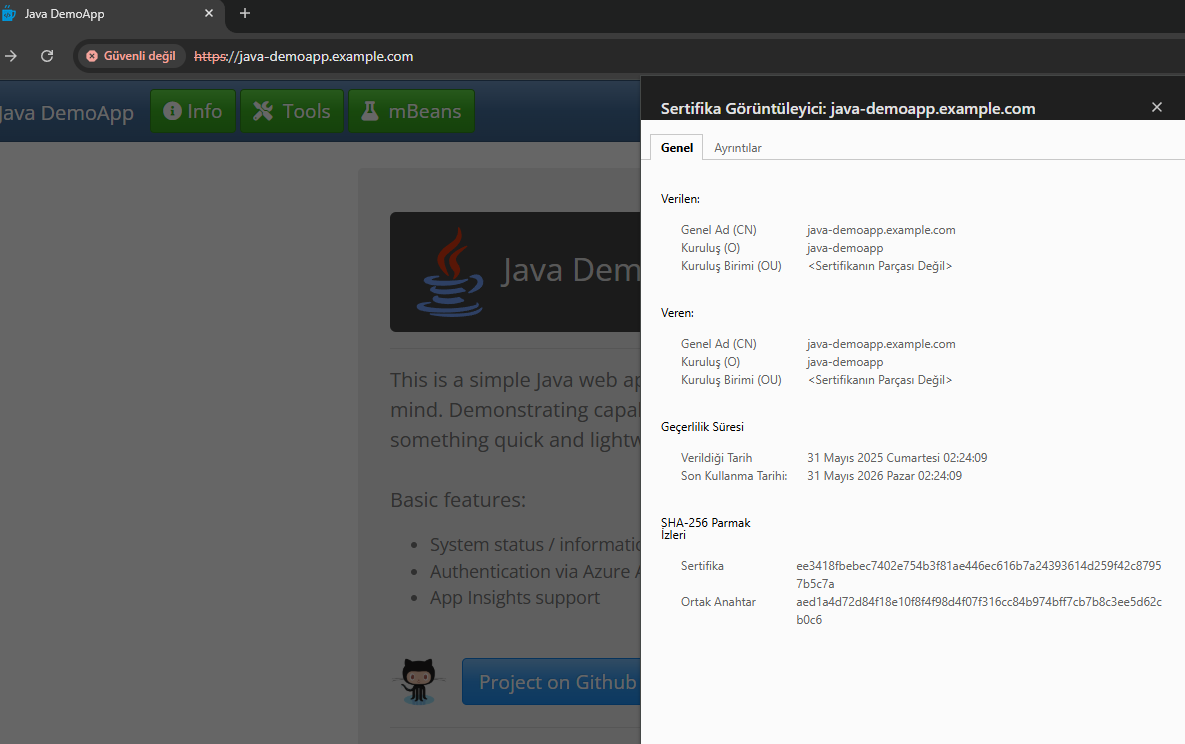 Java DemoApp
Güvenli değil
https://java-demoapp.example.com
Java DemoApp
Info
Tools
mBeans
Java Dem
This is a simple Java web ap
mind. Demonstrating capal
something quick and lightw
Basic features:
System status / informatio
Authentication via Azure A
App Insights support
Project on Github
Sertifika Görüntüleyici: java-demoapp.example.com
Genel
Ayrıntılar
Verilen:
Genel Ad (CN) java-demoapp.example.com
Kuruluş (O) java-demoapp
Kuruluş Birimi (OU) <Sertifikanın Parçası Değil>
Veren:
Genel Ad (CN) java-demoapp.example.com
Kuruluş (O) java-demoapp
Kuruluş Birimi (OU) <Sertifikanın Parçası Değil>
Geçerlilik Süresi
Verildiği Tarih 31 Mayıs 2025 Cumartesi 02:24:09
Son Kullanma Tarihi: 31 Mayıs 2026 Pazar 02:24:09
SHA-256 Parmak
İzleri
Sertifika ee3418fbebec7402e754b3f81ae446ec616b7a24393614d259f42c8795
7b5c7a
Ortak Anahtar aed1a4d72d84f18e10f8f4f98d4f07f316cc84b974bff7cb7b8c3ee5d62c
b0c6